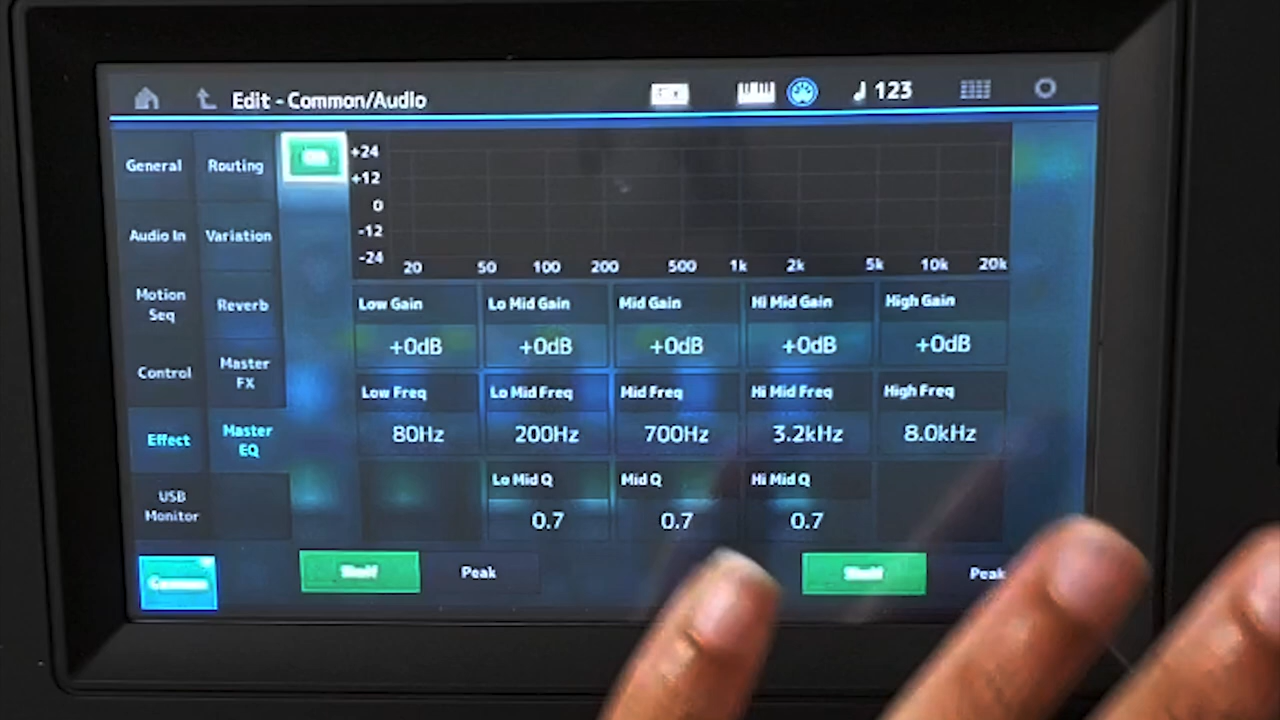 Edit - Common/Audio
123
General
Routing
+24
+12
0
-12
-24
20 50 100 200 500 1k 2k 5k 10k 20k
Audio In
Variation
Motion
Seq
Reverb
Control
Master
FX
Effect
Master
EQ
USB
Monitor
Low Gain Lo Mid Gain Mid Gain Hi Mid Gain High Gain
+0dB +0dB +0dB +0dB +0dB
Low Freq Lo Mid Freq Mid Freq Hi Mid Freq High Freq
80Hz 200Hz 700Hz 3.2kHz 8.0kHz
Lo Mid Q Mid Q Hi Mid Q
0.7 0.7 0.7
Common
Shelf Peak Shelf Peak